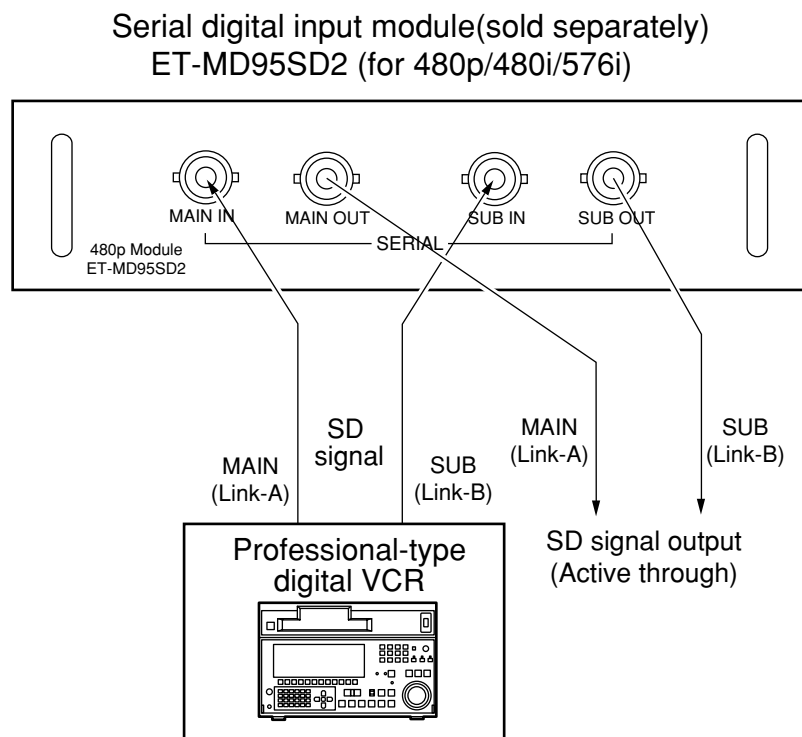 Serial digital input module(sold separately)
ET-MD95SD2 (for 480p/480i/576i)
MAIN IN
MAIN OUT
SUB IN
SUB OUT
SERIAL
480p Module
ET-MD95SD2
SD
signal
MAIN
(Link-A)
SUB
(Link-B)
MAIN
(Link-A)
SUB
(Link-B)
Professional-type
digital VCR
SD signal output
(Active through)